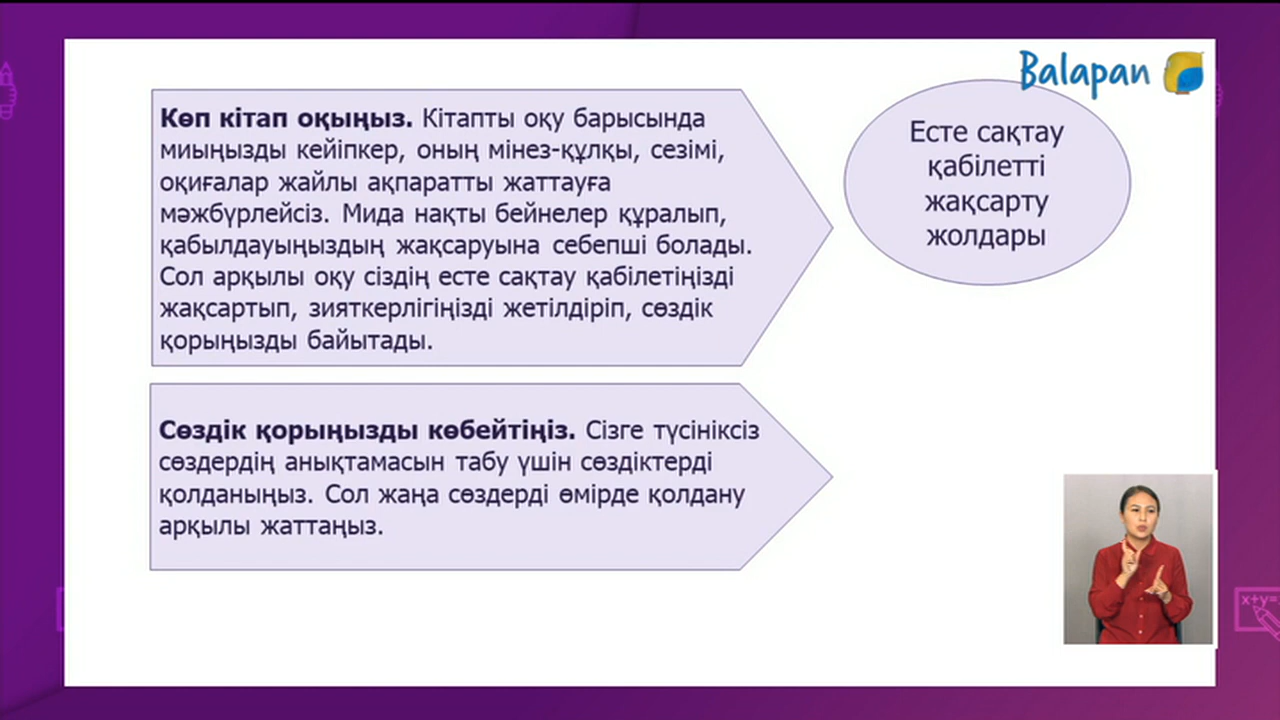 Balapan
Көп кітап оқыңыз. Кітапты оқу барысында
миыңызды кейіпкер, оның мінез-құлқы, сезімі,
оқиғалар жайлы ақпаратты жаттауға
мәжбүрлейсіз. Мида нақты бейнелер құралып,
қабылдауыңыздың жақсаруына себепші болады.
Сол арқылы оқу сіздің есте сақтау қабілетіңізді
жақсартып, зияткерлігіңізді жетілдіріп, сөздік
қорыңызды байытады.
Есте сақтау
қабілетті
жақсарту
жолдары
Сөздік қорыңызды көбейтіңіз. Сізге түсініксіз
сөздердің анықтамасын табу үшін сөздіктерді
қолданыңыз. Сол жаңа сөздерді өмірде қолдану
арқылы жаттаңыз.
x+y=